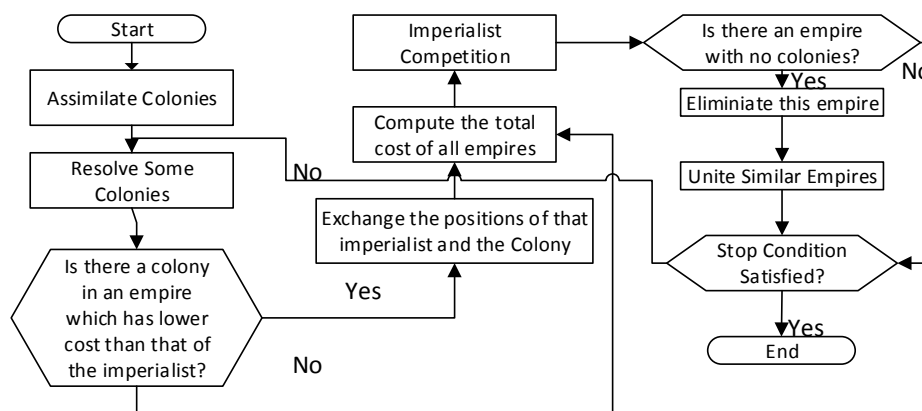 Start
Assimilate Colonies
Resolve Some
Colonies
Is there a colony
in an empire
which has lower
cost than that of
the imperialist?
Yes
No
Exchange the positions of that
imperialist and the Colony
Compute the total
cost of all empires
Imperialist
Competition
Is there an empire
with no colonies?
No
Yes
Eliminiate this empire
Unite Similar Empires
Stop Condition
Satisfied?
No
Yes
End